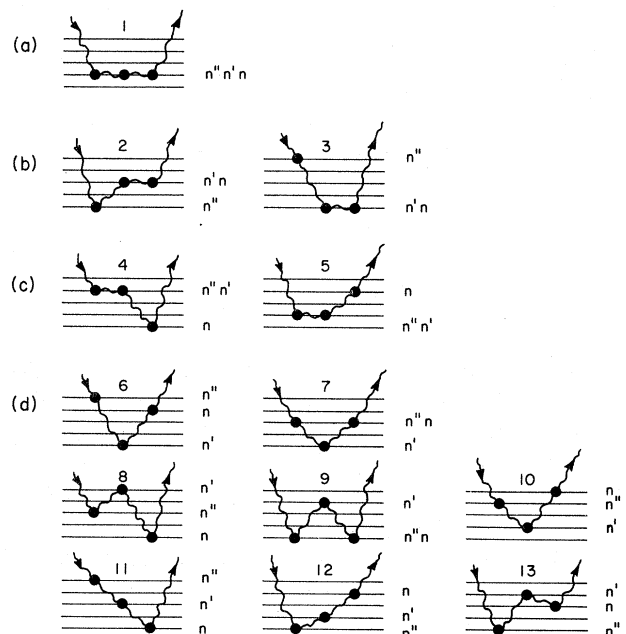 (a) 1
n"n'n
(b) 2 3
n"
n'n n'n
n"
(c) 4 5
n"n' n
n n"n'
(d) 6 7
n"
n n"n
n' n'
8 9 10
n' n' n
n" n"
n n"n n'
11 12 13
n" n n'
n' n' n
n n" n"